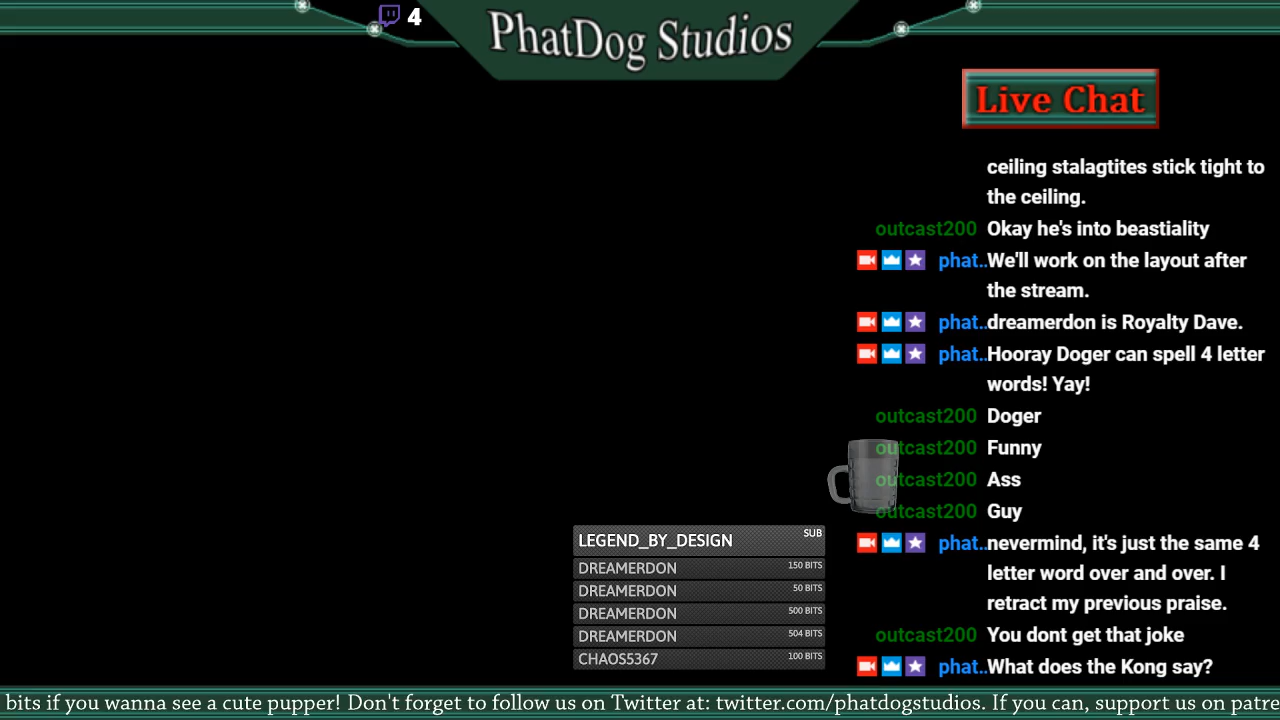 4
PhatDog Studios
Live Chat
ceiling stalagtites stick tight to
the ceiling.
outcast200 Okay he's into beastiality
phat.. We'll work on the layout after
the stream.
phat.. dreamerdon is Royalty Dave.
phat.. Hooray Doger can spell 4 letter
words! Yay!
outcast200 Doger
outcast200 Funny
outcast200 Ass
outcast200 Guy
phat.. nevermind, it's just the same 4
letter word over and over. I
retract my previous praise.
outcast200 You dont get that joke
phat.. What does the Kong say?
LEGEND_BY_DESIGN SUB
DREAMERDON 150 BITS
DREAMERDON 50 BITS
DREAMERDON 500 BITS
DREAMERDON 504 BITS
CHAOS5367 100 BITS
bits if you wanna see a cute pupper! Don't forget to follow us on Twitter at: twitter.com/phatdogstudios. If you can, support us on patre